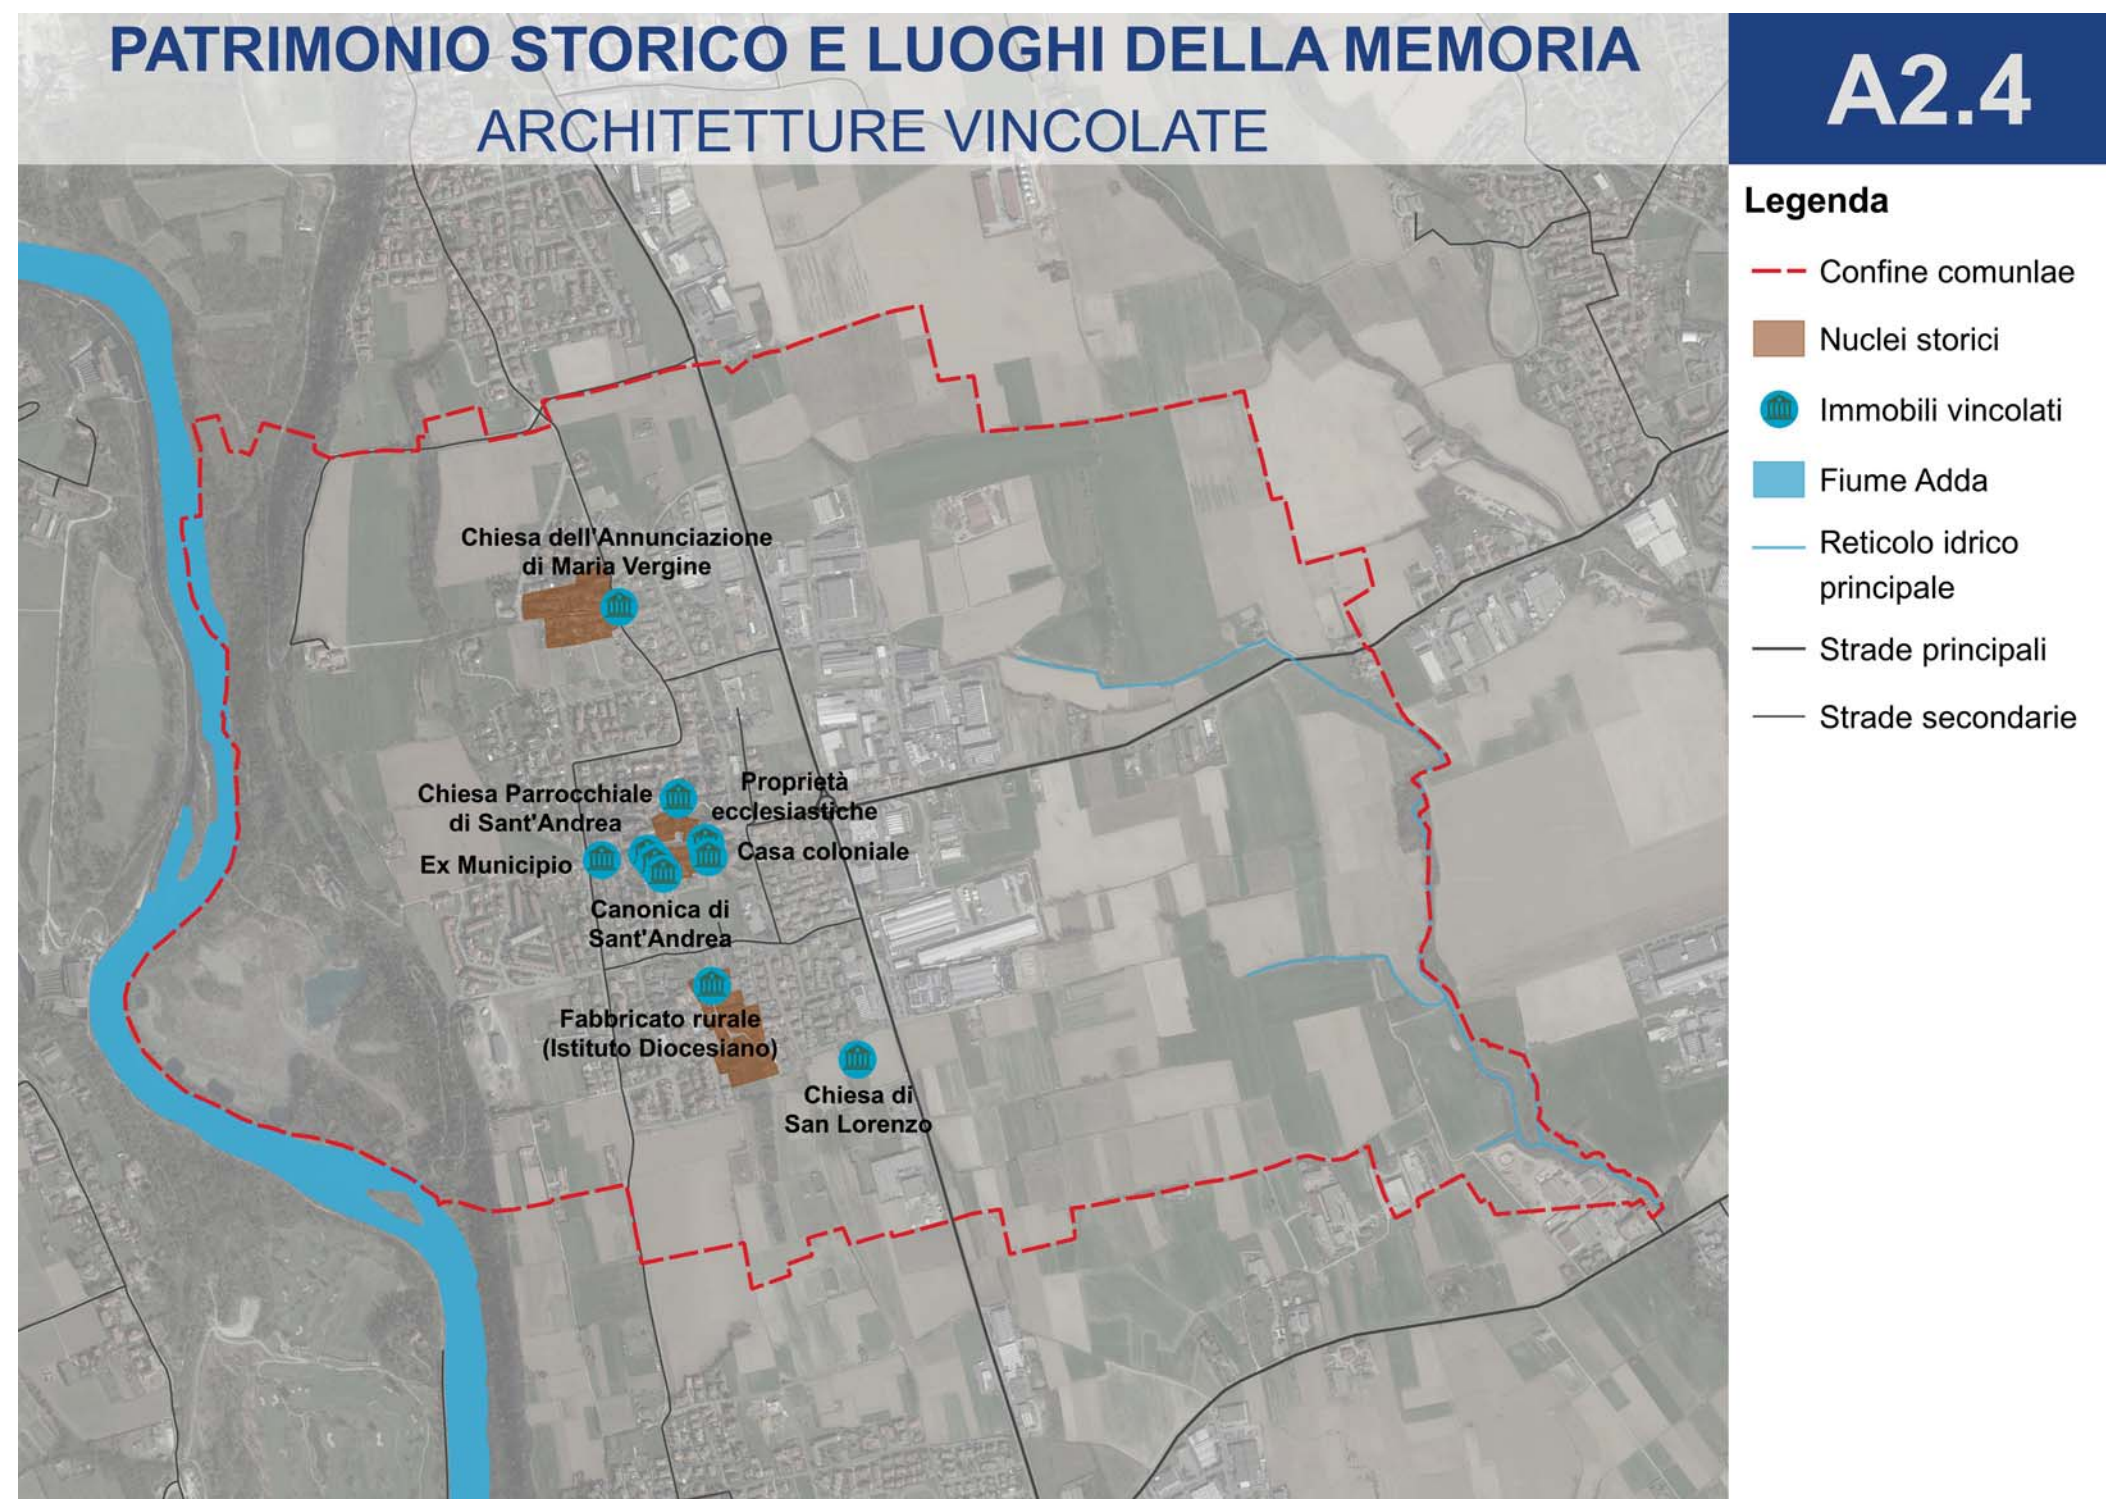 PATRIMONIO STORICO E LUOGHI DELLA MEMORIA
ARCHITETTURE VINCOLATE
A2.4
Legenda
Confine comunlae
Nuclei storici
Immobili vincolati
Fiume Adda
Reticolo idrico
principale
Strade principali
Strade secondarie
Chiesa dell'Annunciazione
di Maria Vergine
Chiesa Parrocchiale
di Sant'Andrea
Proprietà
ecclesiastiche
Ex Municipio
Casa coloniale
Canonica di
Sant'Andrea
Fabbricato rurale
(Istituto Diocesiano)
Chiesa di
San Lorenzo